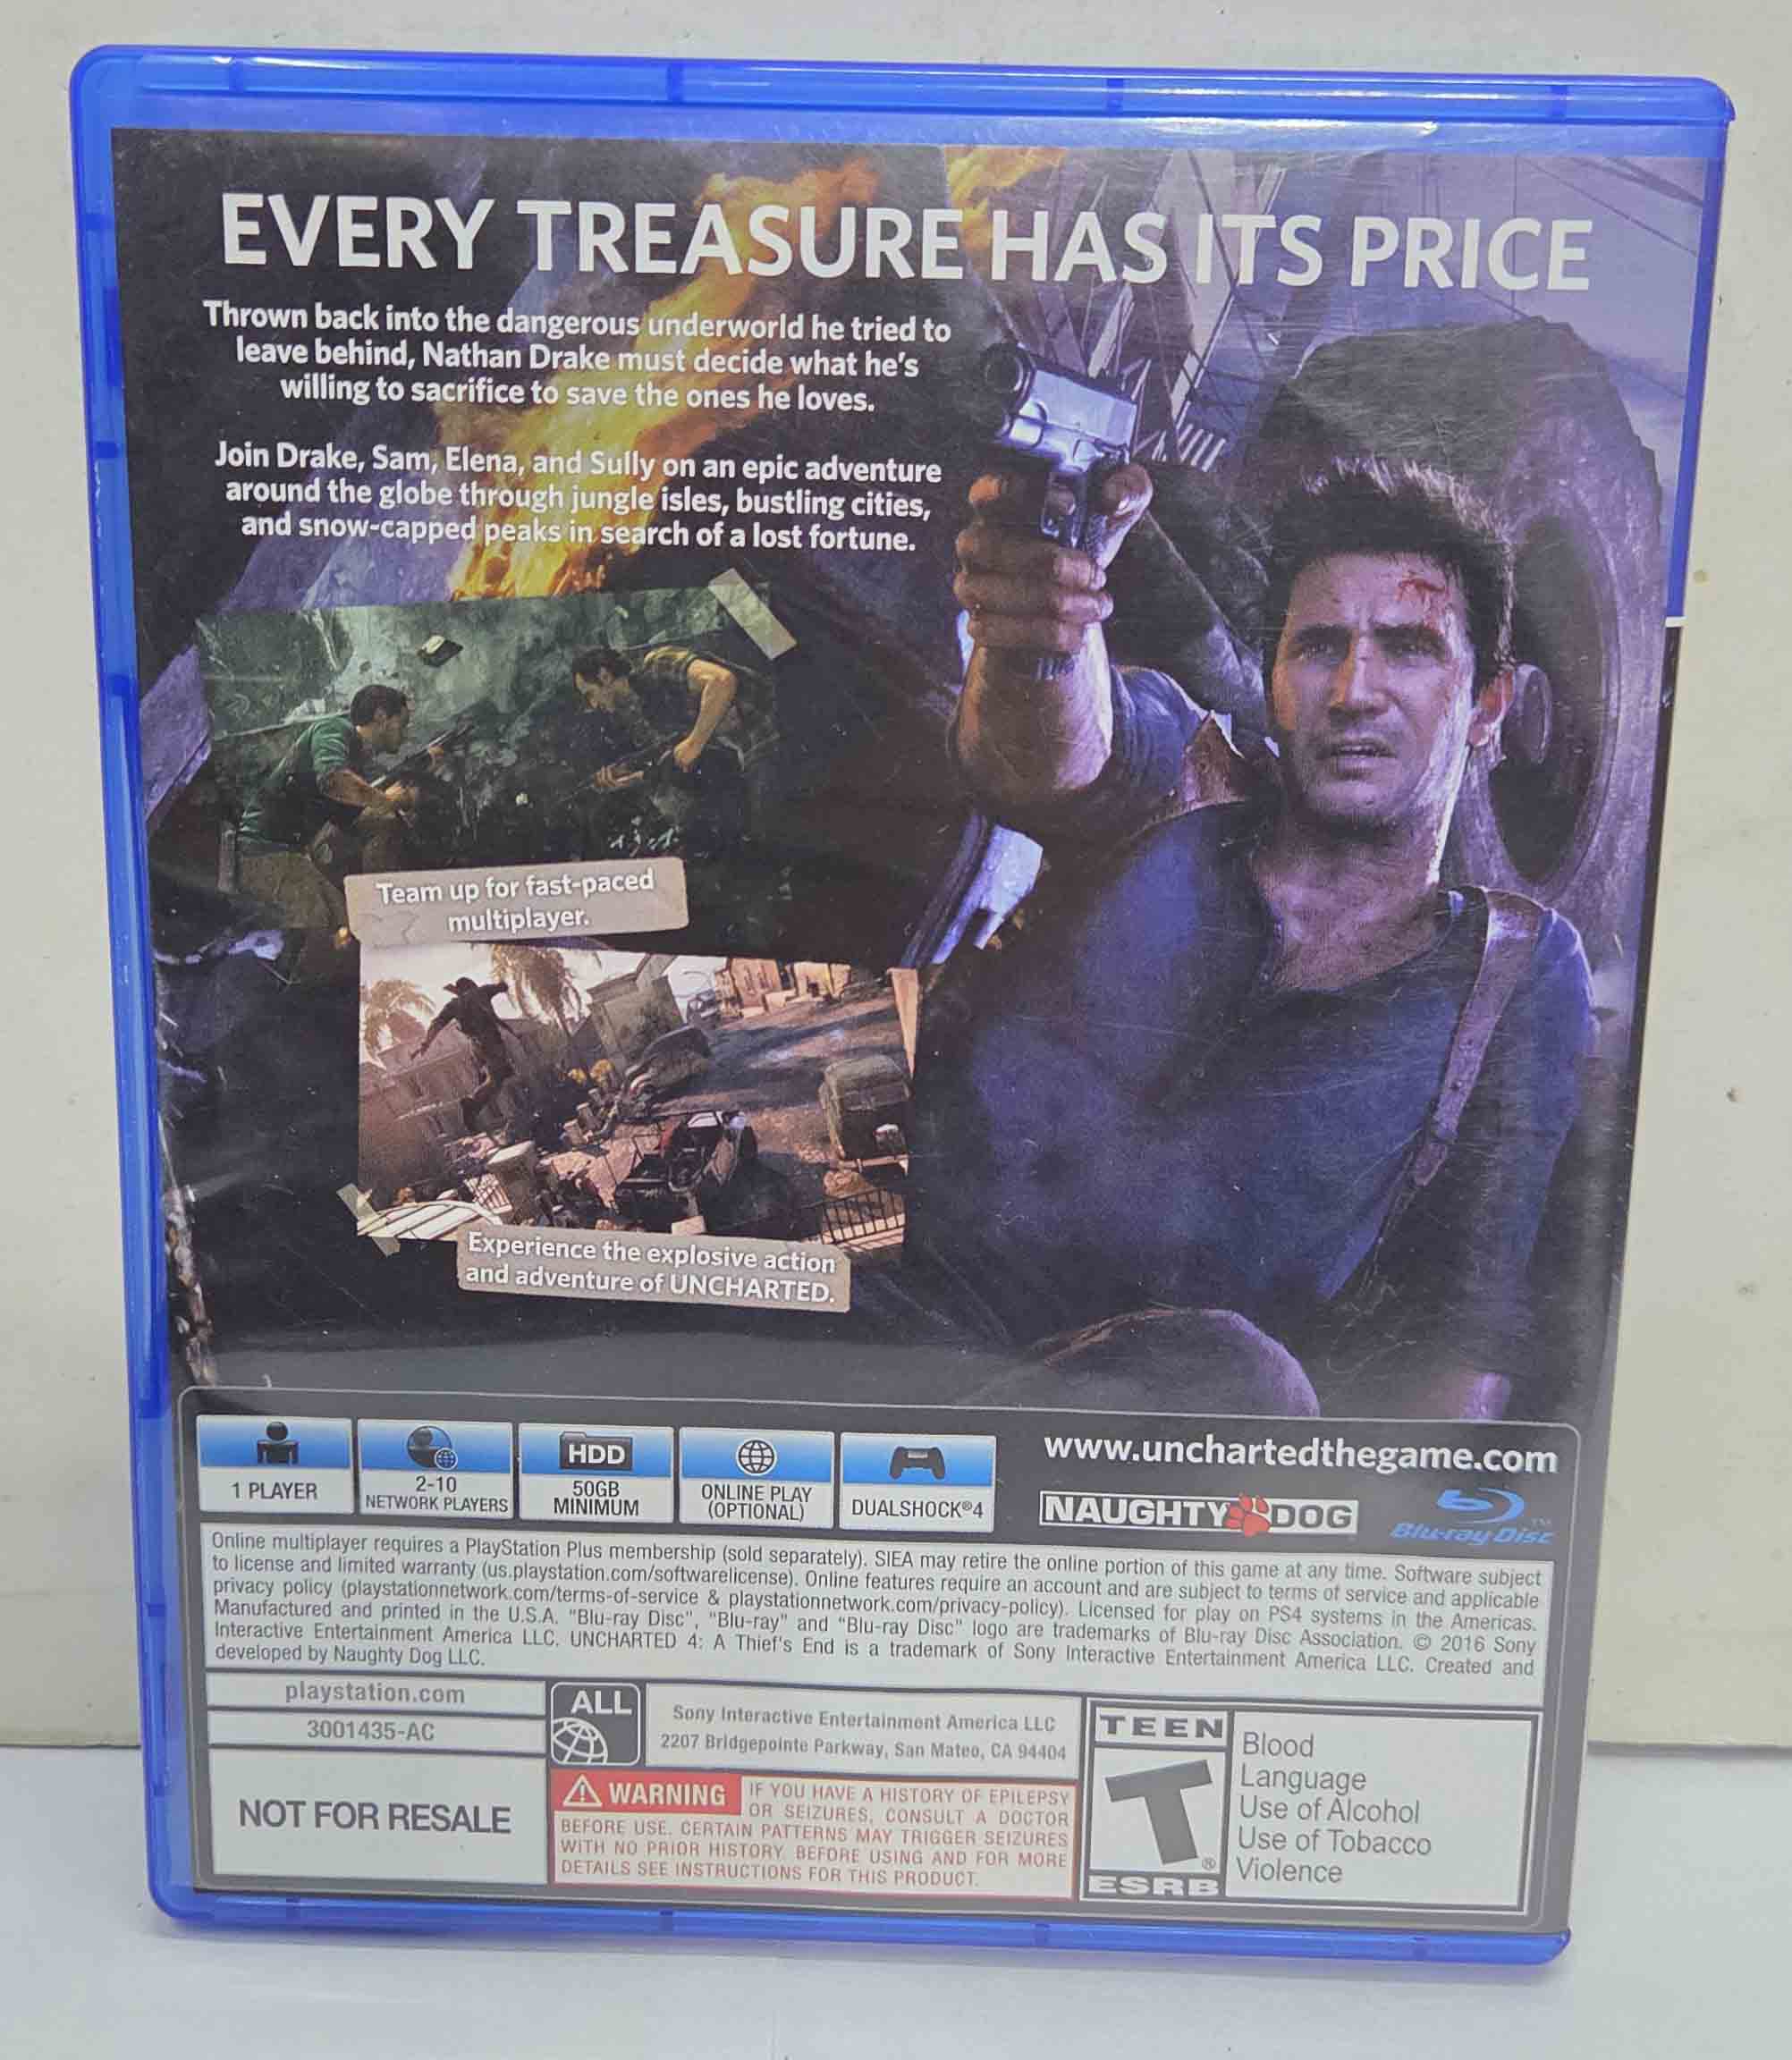 EVERY TREASURE HAS ITS PRICE
Thrown back into the dangerous underworld he tried to
leave behind, Nathan Drake must decide what he's
willing to sacrifice to save the ones he loves.
Join Drake, Sam, Elena, and Sully on an epic adventure
around the globe through jungle isles, bustling cities,
and snow-capped peaks in search of a lost fortune.
Team up for fast-paced
multiplayer.
Experience the explosive action
and adventure of UNCHARTED.
1 PLAYER
2-10
NETWORK PLAYERS
HDD
50GB
MINIMUM
ONLINE PLAY
(OPTIONAL)
DUALSHOCK®4
www.unchartedthegame.com
NAUGHTY DOG
Blu-ray Disc™
Online multiplayer requires a PlayStation Plus membership (sold separately). SIEA may retire the online portion of this game at any time. Software subject
to license and limited warranty (us.playstation.com/softwarelicense). Online features require an account and are subject to terms of service and applicable
privacy policy (playstationnetwork.com/terms-of-service & playstationnetwork.com/privacy-policy). Licensed for play on PS4 systems in the Americas.
Manufactured and printed in the U.S.A. "Blu-ray Disc", "Blu-ray" and "Blu-ray Disc" logo are trademarks of Blu-ray Disc Association. © 2016 Sony
Interactive Entertainment America LLC. UNCHARTED 4: A Thief's End is a trademark of Sony Interactive Entertainment America LLC. Created and
developed by Naughty Dog LLC.
playstation.com
3001435-AC
NOT FOR RESALE
ALL
Sony Interactive Entertainment America LLC
2207 Bridgepointe Parkway, San Mateo, CA 94404
WARNING IF YOU HAVE A HISTORY OF EPILEPSY
OR SEIZURES, CONSULT A DOCTOR
BEFORE USE. CERTAIN PATTERNS MAY TRIGGER SEIZURES
WITH NO PRIOR HISTORY. BEFORE USING AND FOR MORE
DETAILS SEE INSTRUCTIONS FOR THIS PRODUCT.
TEEN
T®
ESRB
Blood
Language
Use of Alcohol
Use of Tobacco
Violence